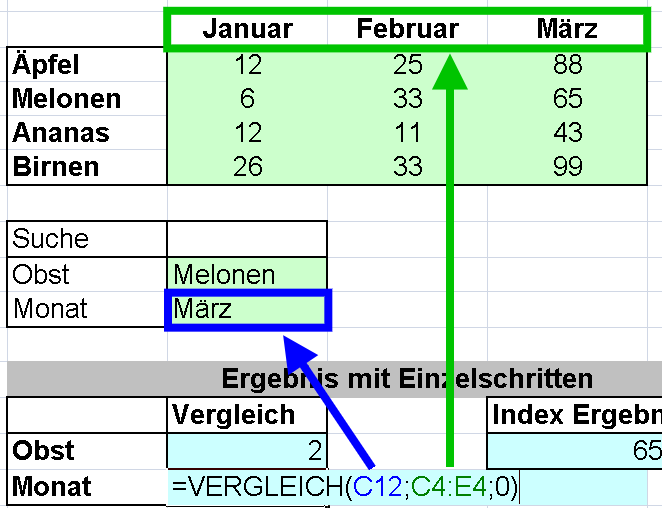 Januar Februar März
Äpfel 12 25 88
Melonen 6 33 65
Ananas 12 11 43
Birnen 26 33 99
Suche
Obst Melonen
Monat März
Ergebnis mit Einzelschritten
Vergleich Index Ergebn
Obst 2 65
Monat =VERGLEICH(C12;C4:E4;0)